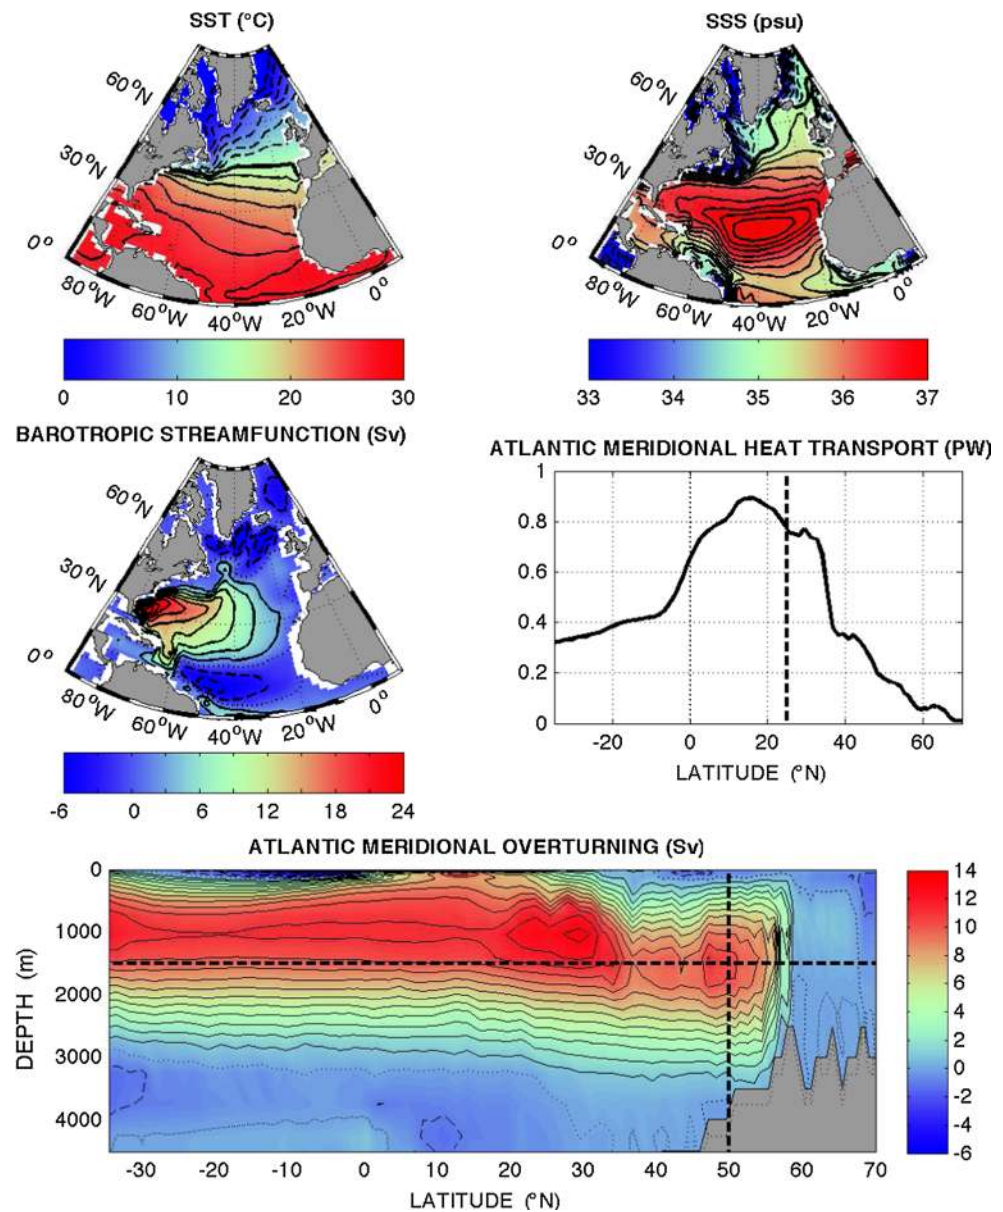 SST (°C)
60°N
30°N
0°
80°W
60°W
40°W
20°W
0°
0 10 20 30
SSS (psu)
60°N
30°N
0°
80°W
60°W
40°W
20°W
0°
33 34 35 36 37
BAROTROPIC STREAMFUNCTION (Sv)
60°N
30°N
0°
80°W
60°W
40°W
20°W
0°
-6 0 6 12 18 24
ATLANTIC MERIDIONAL HEAT TRANSPORT (PW)
1
0.8
0.6
0.4
0.2
0
-20 0 20 40 60
LATITUDE (°N)
ATLANTIC MERIDIONAL OVERTURNING (Sv)
0
1000
2000
3000
4000
DEPTH (m)
-30 -20 -10 0 10 20 30 40 50 60 70
LATITUDE (°N)
14
12
10
8
6
4
2
0
-2
-4
-6